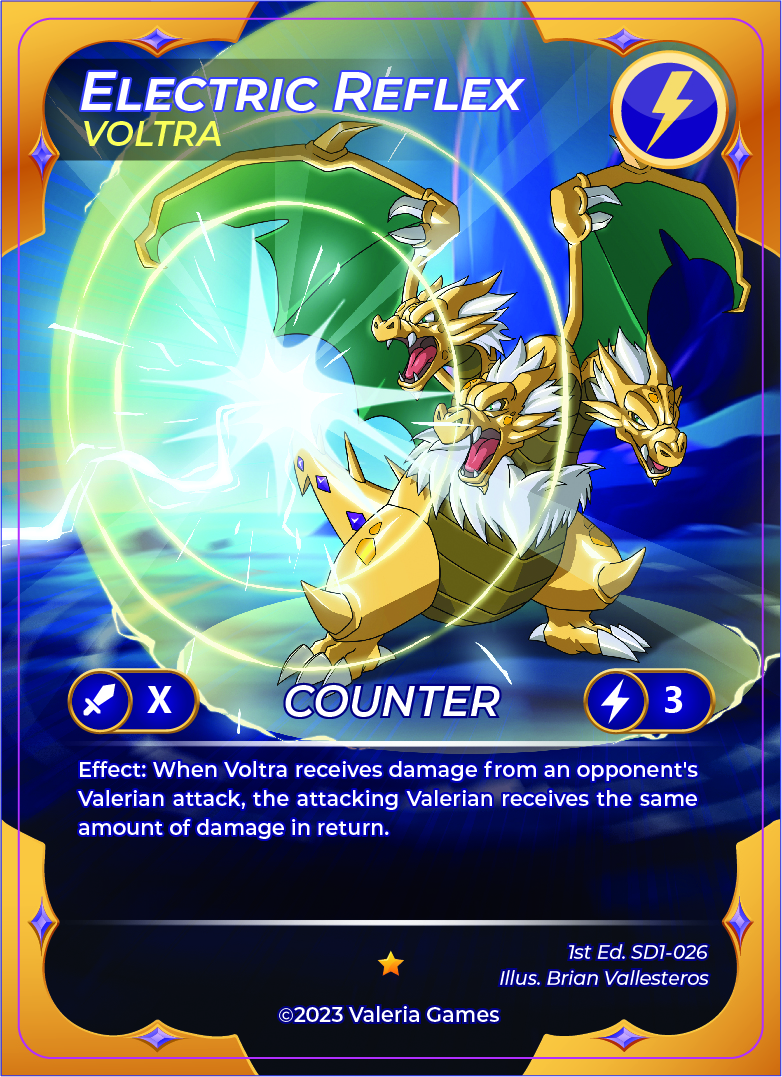 Electric Reflex
VOLTRA
X
COUNTER
3
Effect: When Voltra receives damage from an opponent's
Valerian attack, the attacking Valerian receives the same
amount of damage in return.
1st Ed. SD1-026
Illus. Brian Vallesteros
©2023 Valeria Games